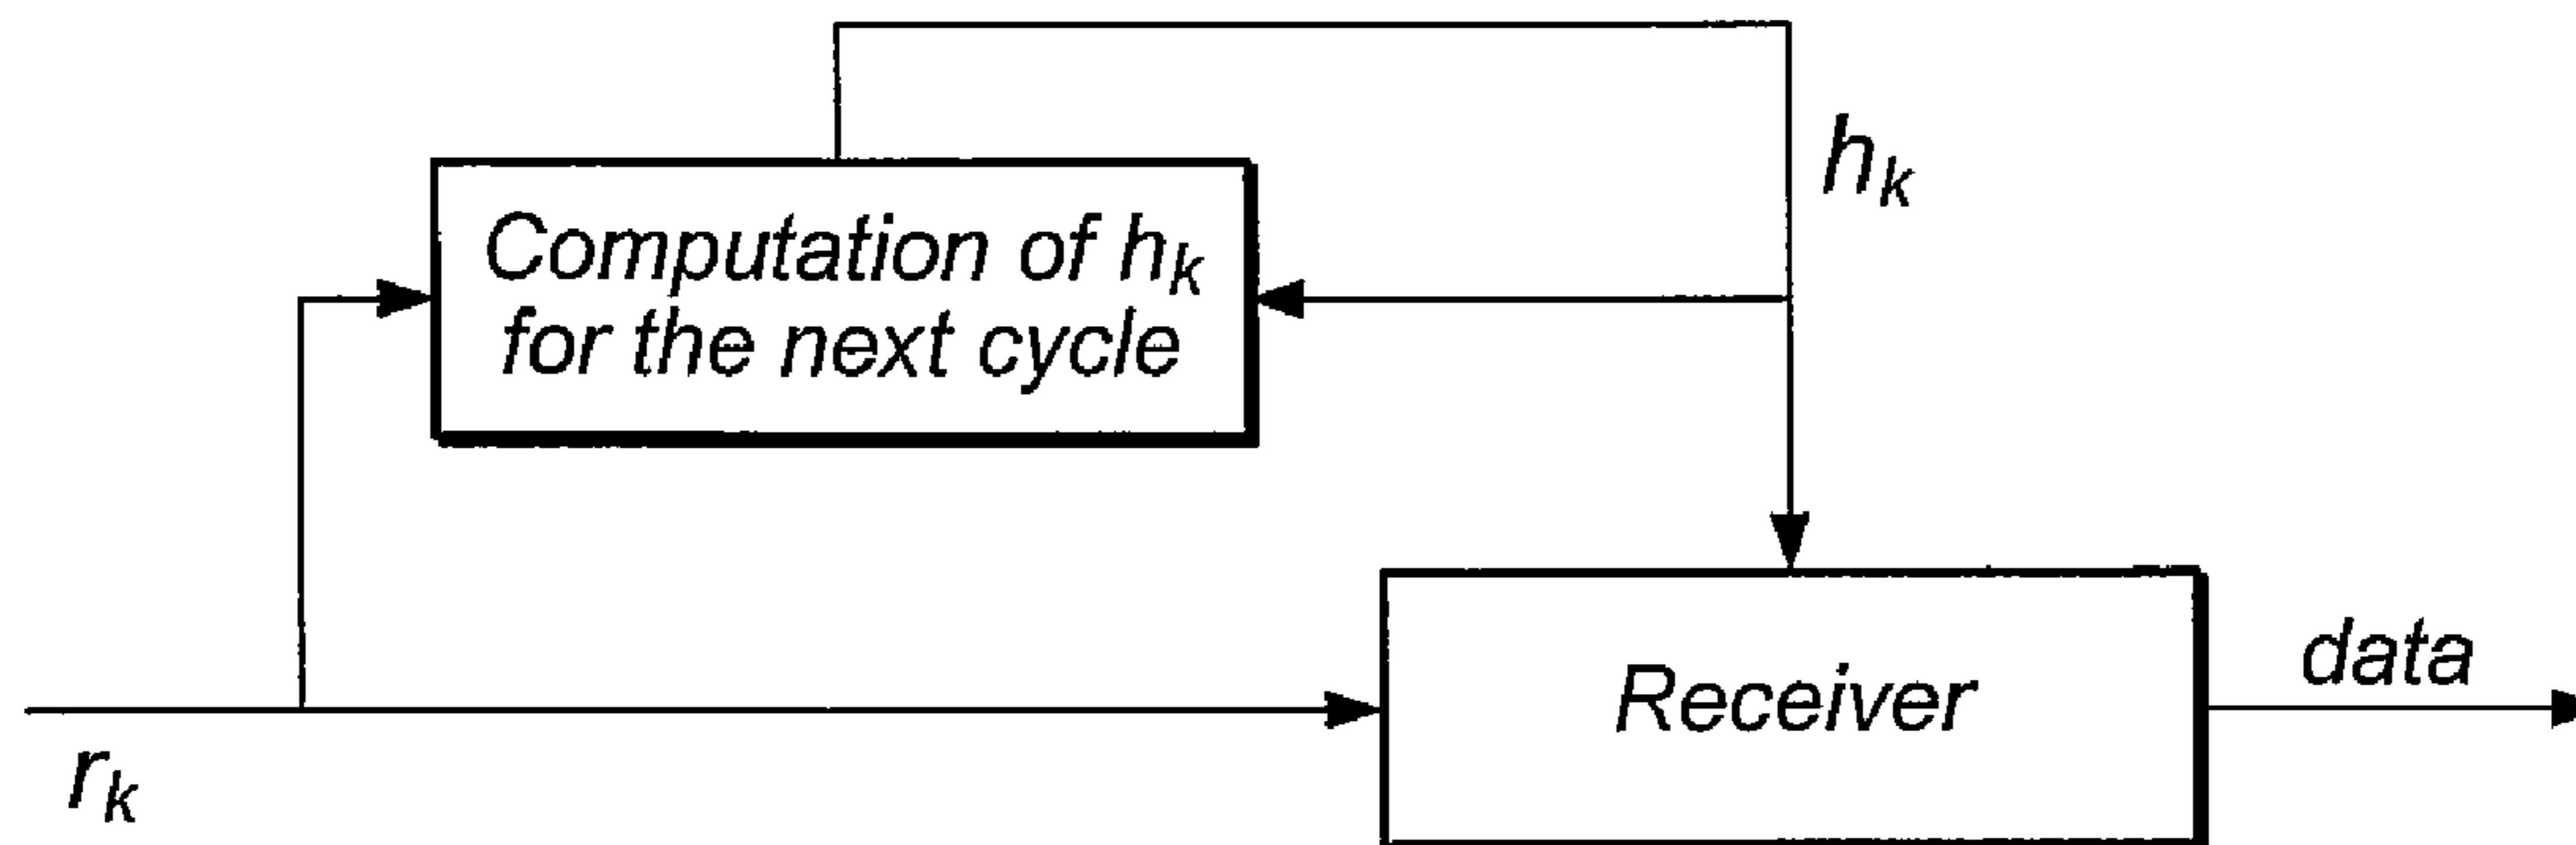 h_k
Computation of h_k
for the next cycle
Receiver
data
r_k